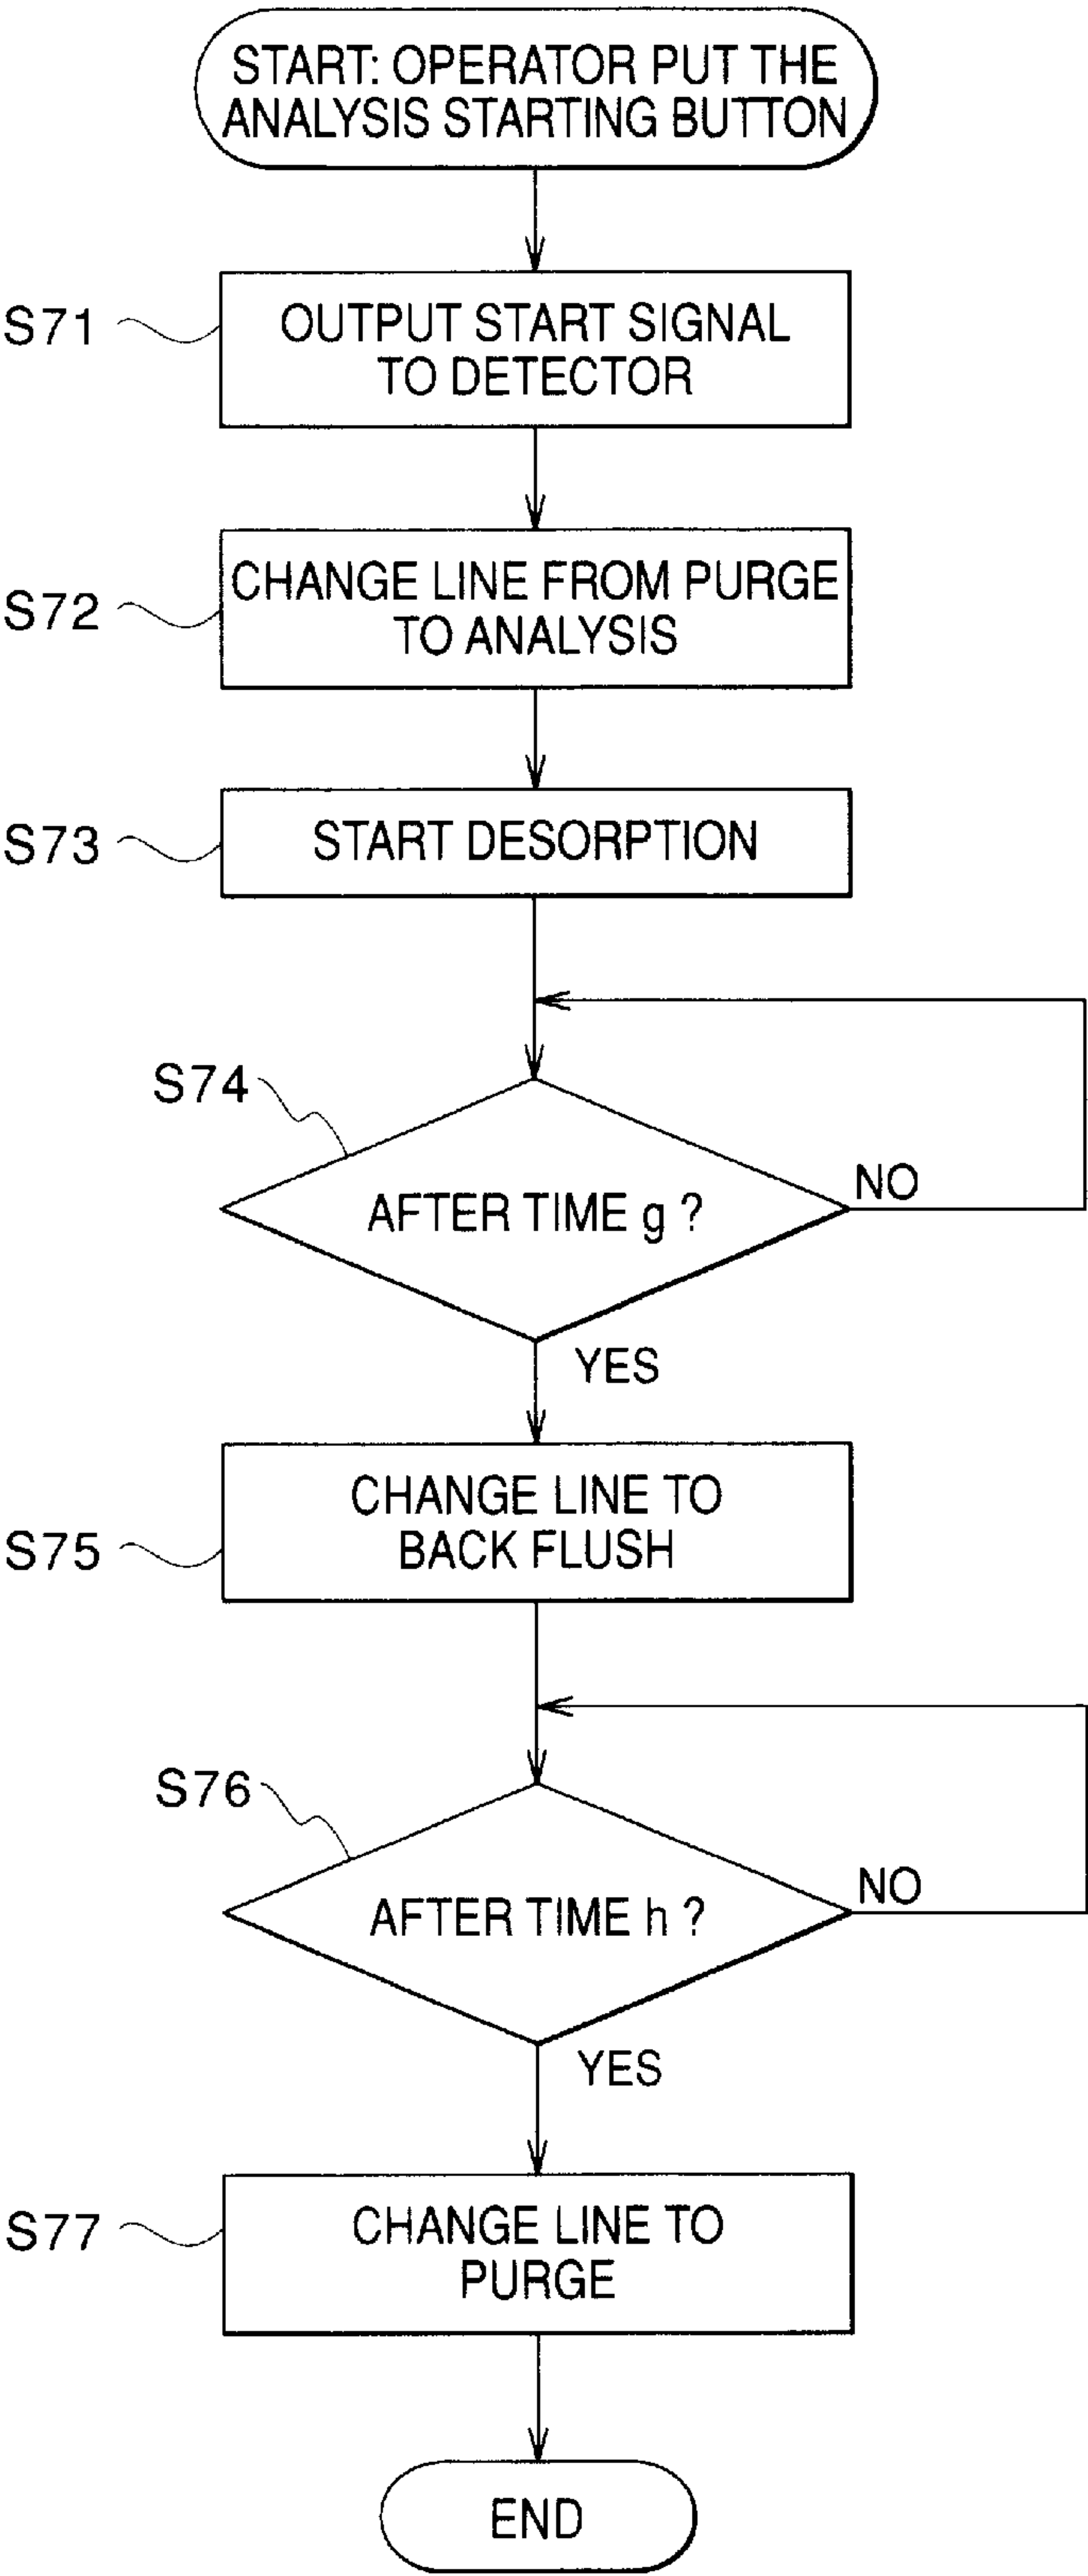 START: OPERATOR PUT THE
ANALYSIS STARTING BUTTON
S71
OUTPUT START SIGNAL
TO DETECTOR
S72
CHANGE LINE FROM PURGE
TO ANALYSIS
S73
START DESORPTION
S74
AFTER TIME g ?
NO
YES
S75
CHANGE LINE TO
BACK FLUSH
S76
AFTER TIME h ?
NO
YES
S77
CHANGE LINE TO
PURGE
END